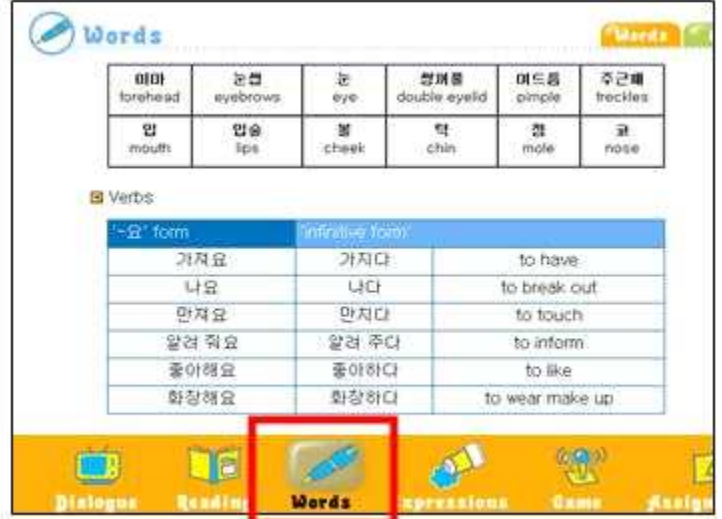 Words Words
이마 눈썹 눈 쌍꺼풀 여드름 주근깨
forehead eyebrows eye double eyelid pimple freckles
입 입술 볼 턱 점 코
mouth lips cheek chin mole nose
Verbs
'-요' form 'infinitive form'
가져요 가지다 to have
나요 나다 to break out
만져요 만지다 to touch
알려 줘요 알려 주다 to inform
좋아해요 좋아하다 to like
화장해요 화장하다 to wear make up
Dialogue Reading Words Expressions Game Assign